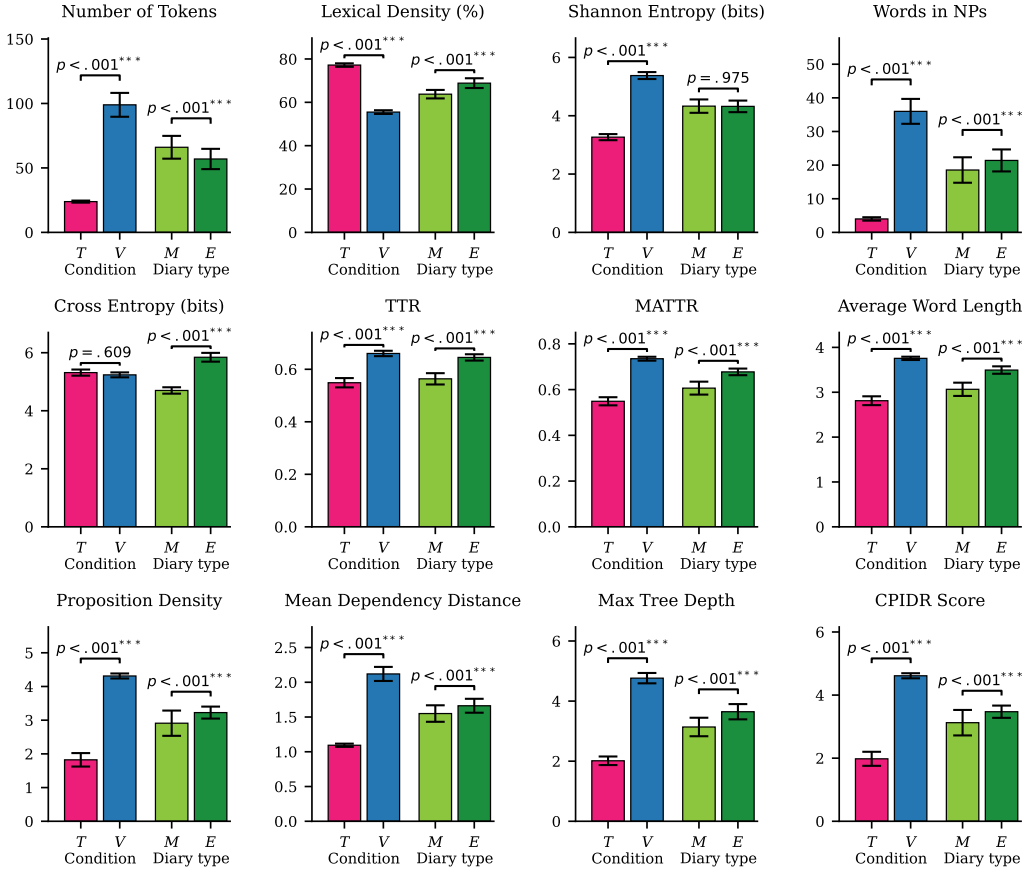 Number of Tokens
150
100
50
0
p<.001***
p<.001***
T V M E
Condition Diary type
Lexical Density (%)
80
60
40
20
0
p<.001***
p<.001***
T V M E
Condition Diary type
Shannon Entropy (bits)
6
4
2
0
p<.001***
p=.975
T V M E
Condition Diary type
Words in NPs
50
40
30
20
10
0
p<.001***
p<.001***
T V M E
Condition Diary type
Cross Entropy (bits)
6
4
2
0
p=.609
p<.001***
T V M E
Condition Diary type
TTR
0.6
0.4
0.2
0.0
p<.001***
p<.001***
T V M E
Condition Diary type
MATTR
0.8
0.6
0.4
0.2
0.0
p<.001***
p<.001***
T V M E
Condition Diary type
Average Word Length
4
3
2
1
0
p<.001***
p<.001***
T V M E
Condition Diary type
Proposition Density
5
4
3
2
1
0
p<.001***
p<.001***
T V M E
Condition Diary type
Mean Dependency Distance
2.5
2.0
1.5
1.0
0.5
0.0
p<.001***
p<.001***
T V M E
Condition Diary type
Max Tree Depth
6
4
2
0
p<.001***
p<.001***
T V M E
Condition Diary type
CPIDR Score
6
4
2
0
p<.001***
p<.001***
T V M E
Condition Diary type